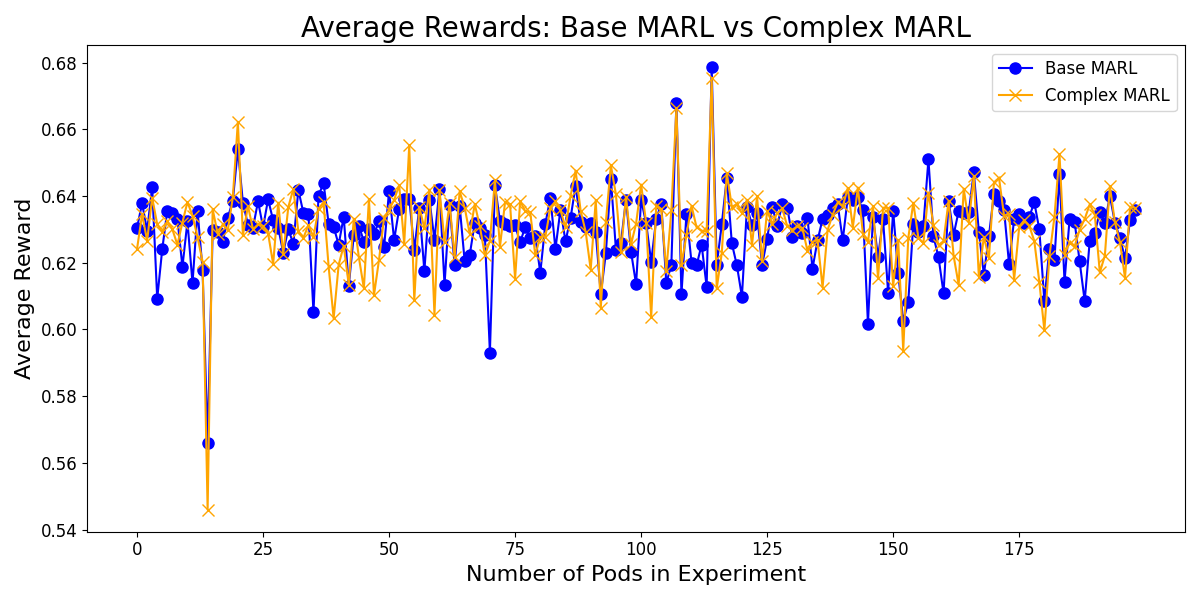 Average Rewards: Base MARL vs Complex MARL
Base MARL
Complex MARL
Average Reward
0.68
0.66
0.64
0.62
0.60
0.58
0.56
0.54
0 25 50 75 100 125 150 175
Number of Pods in Experiment